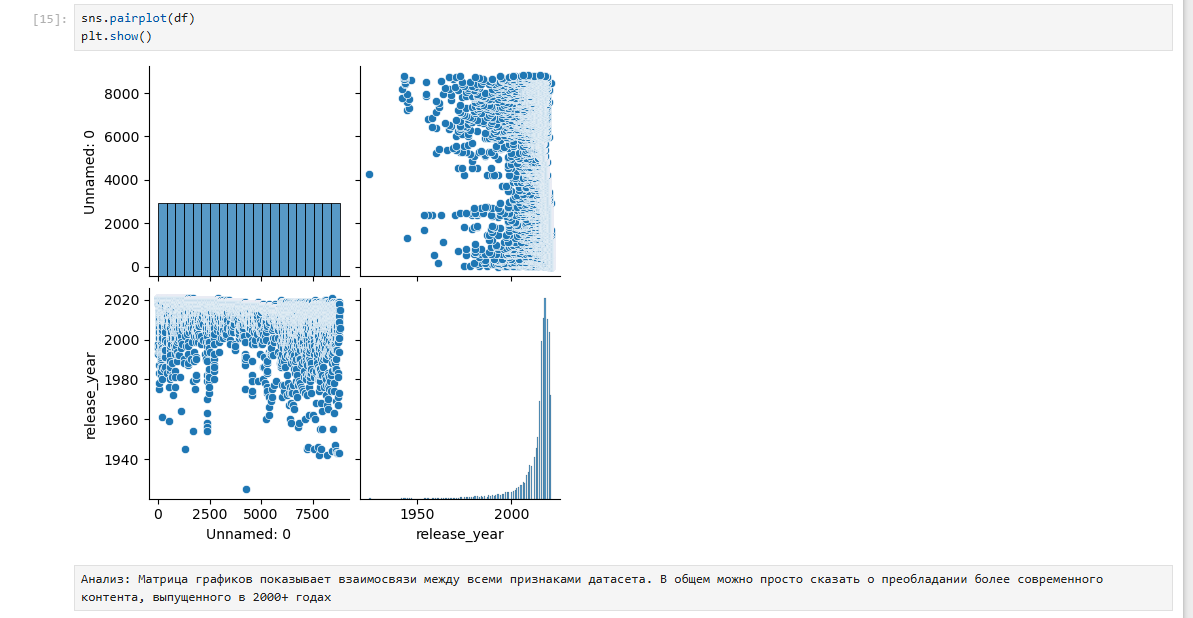 [15]:
sns.pairplot(df)
plt.show()
8000
6000
4000
2000
0
Unnamed: 0
2020
2000
1980
1960
1940
release_year
0 2500 5000 7500
Unnamed: 0
1950 2000
release_year
Анализ: Матрица графиков показывает взаимосвязи между всеми признаками датасета. В общем можно просто сказать о преобладании более современного
контента, выпущенного в 2000+ годах